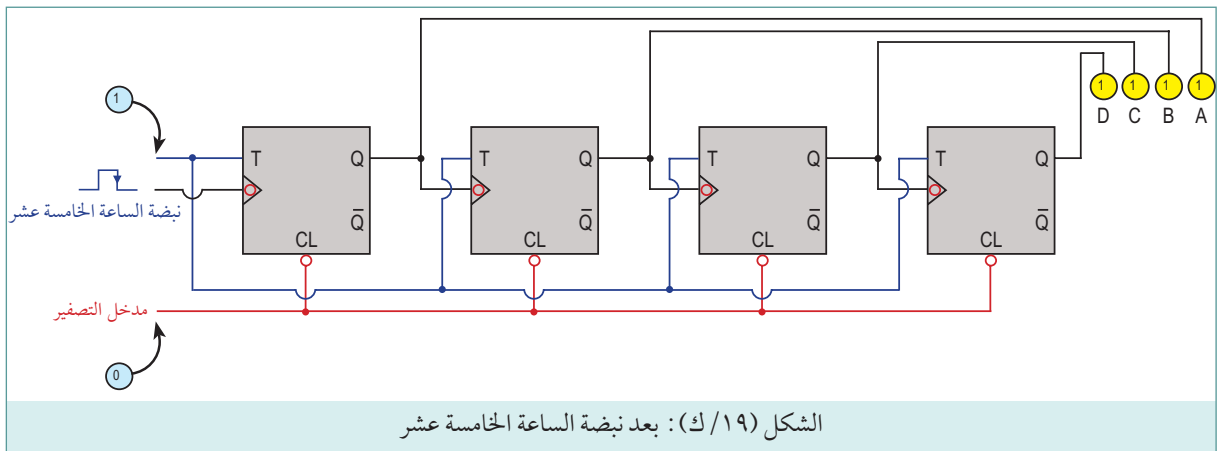 1 1 1 1
D C B A
1
T Q T Q T Q T Q
نبضة الساعة الخامسة عشر
Q̅ Q̅ Q̅ Q̅
CL CL CL CL
مدخل التصفير
0
الشكل (١٩/ك): بعد نبضة الساعة الخامسة عشر